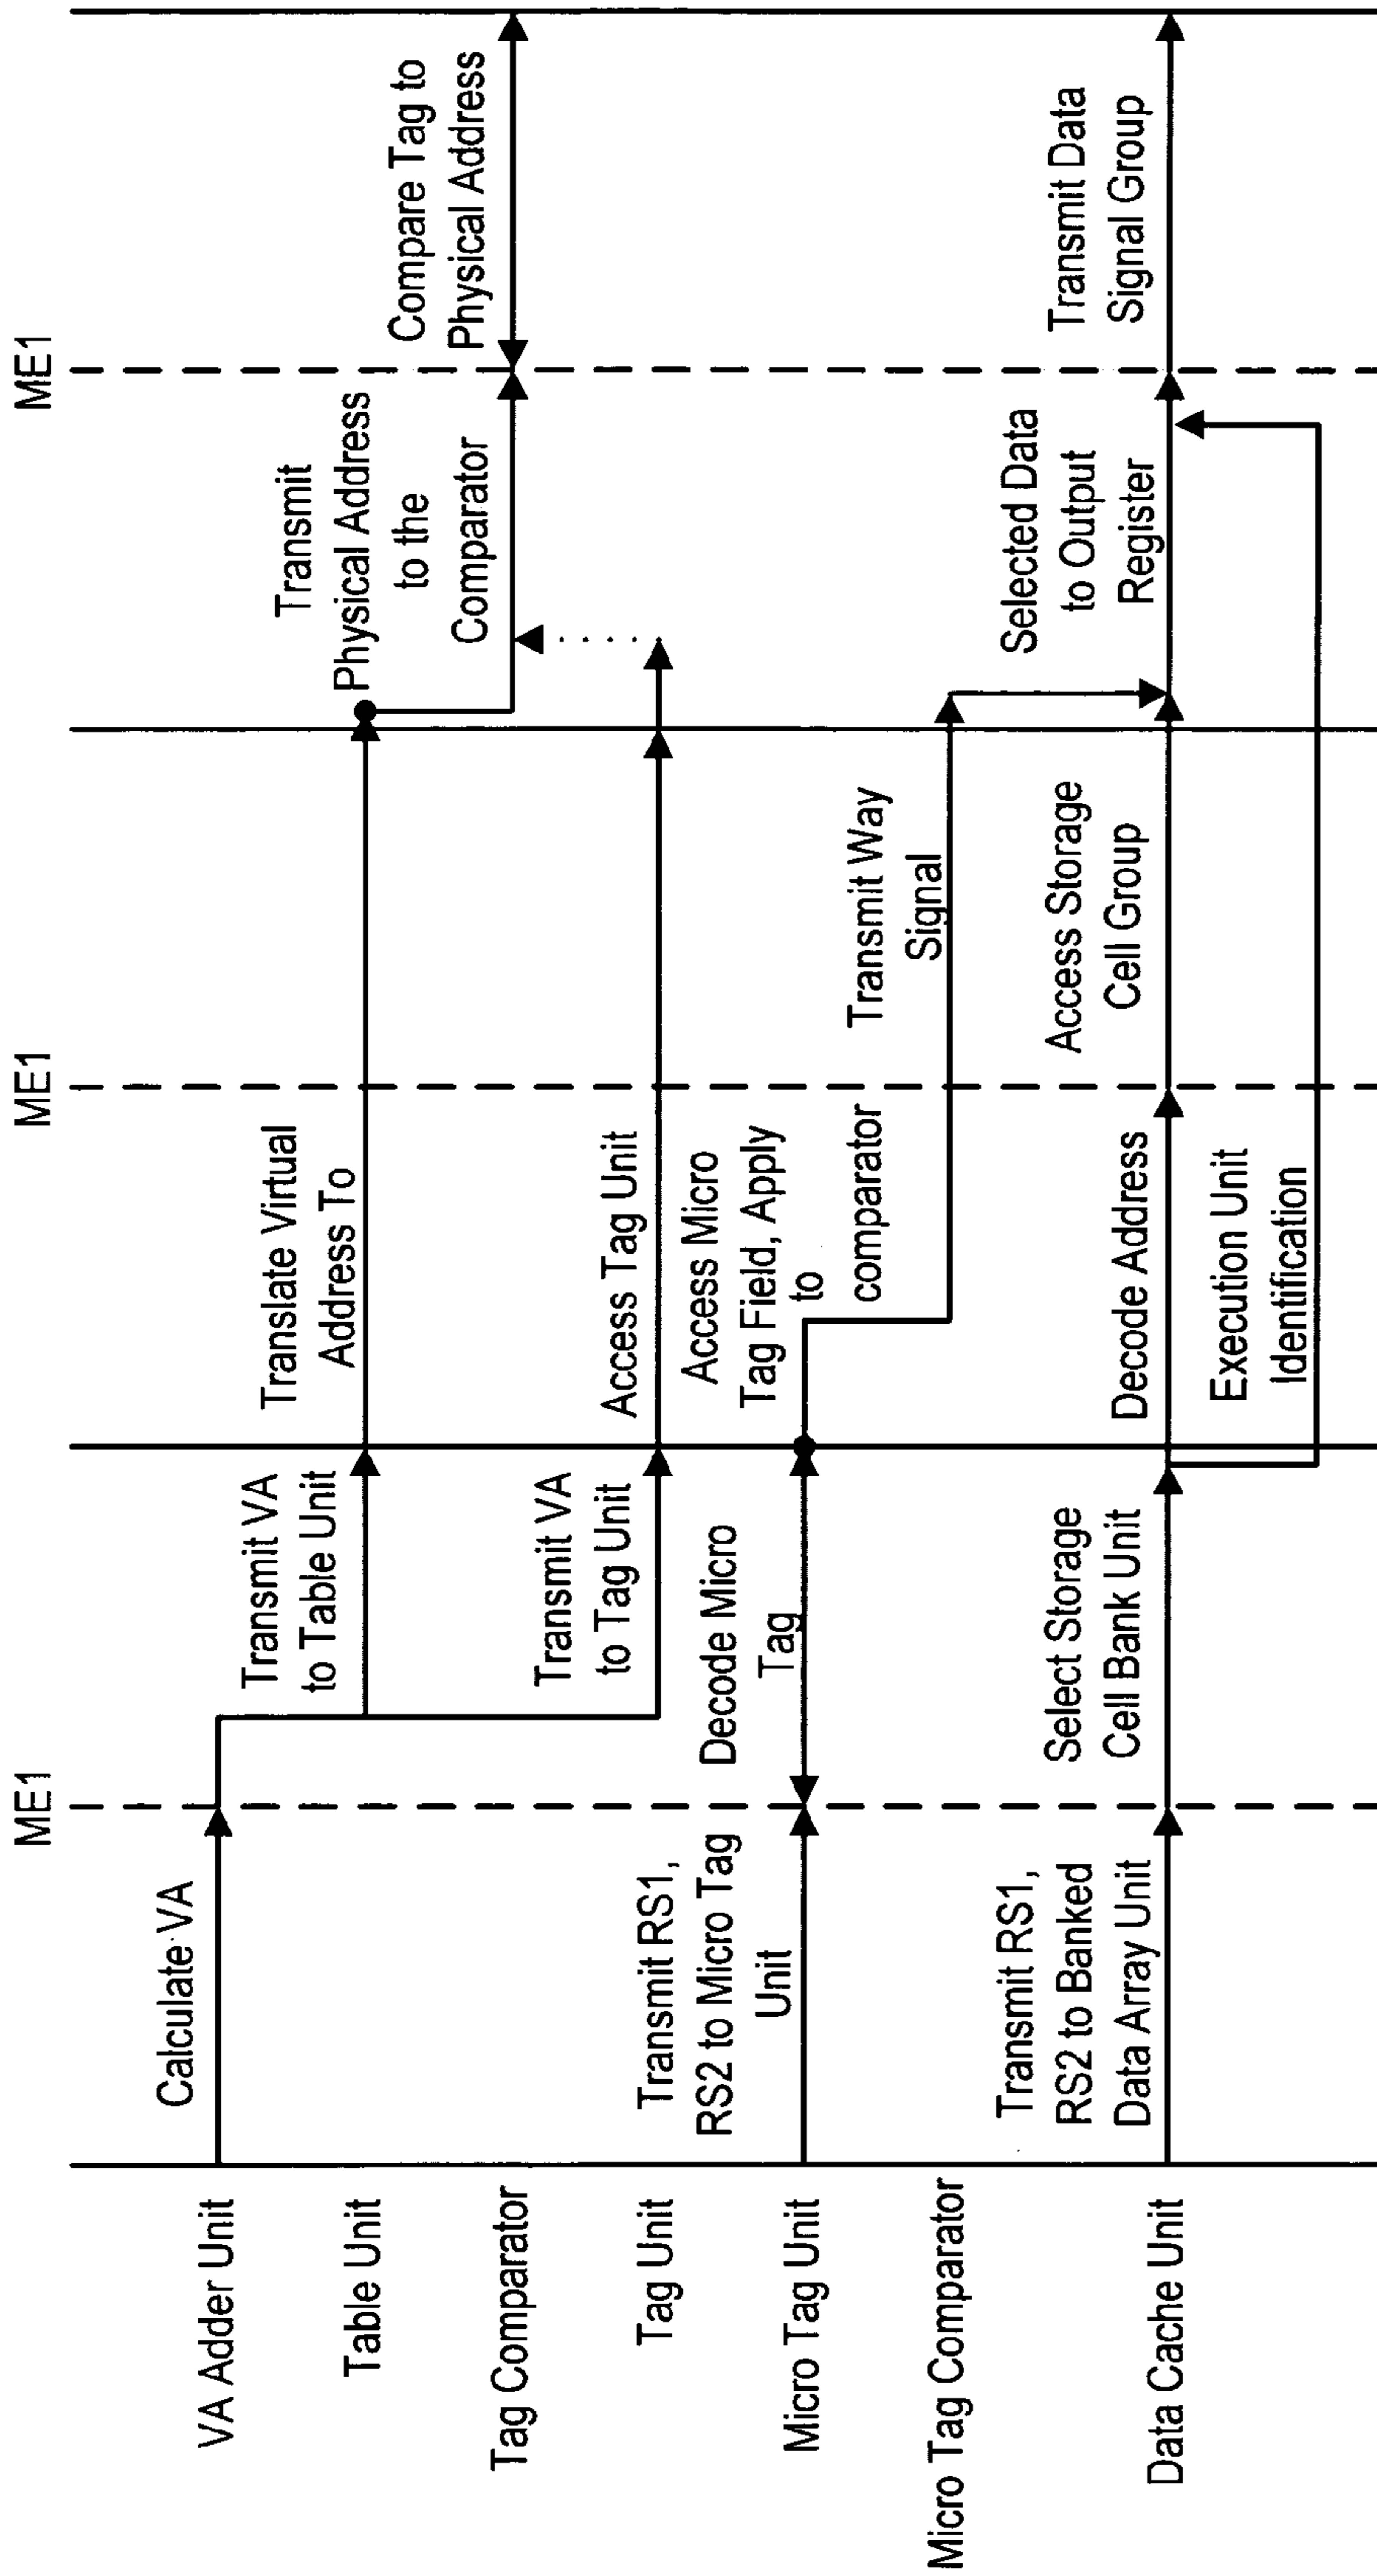 ME1
ME1
ME1
VA Adder Unit
Calculate VA
Table Unit
Transmit VA
to Table Unit
Translate Virtual
Address To
Transmit
Physical Address
to the
Comparator
Tag Comparator
Compare Tag to
Physical Address
Tag Unit
Transmit VA
to Tag Unit
Access Tag Unit
Micro Tag Unit
Transmit RS1,
RS2 to Micro Tag
Unit
Decode Micro
Tag
Access Micro
Tag Field, Apply
to
comparator
Micro Tag Comparator
Transmit Way
Signal
Data Cache Unit
Transmit RS1,
RS2 to Banked
Data Array Unit
Select Storage
Cell Bank Unit
Decode Address
Access Storage
Cell Group
Selected Data
to Output
Register
Transmit Data
Signal Group
Execution Unit
Identification